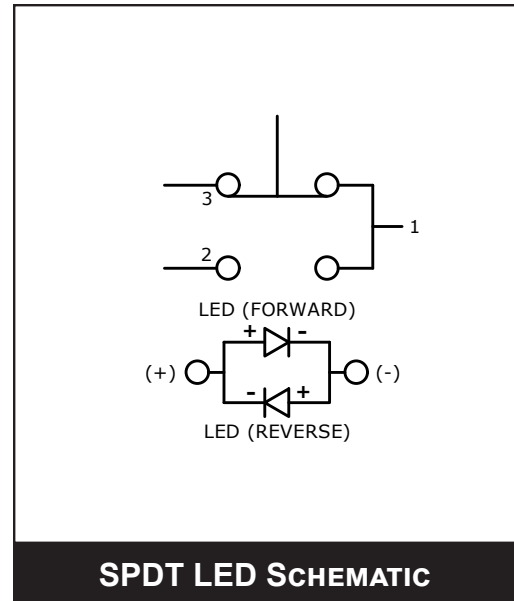 3
1
2
LED (FORWARD)
+ -
(+) (-)
- +
LED (REVERSE)
SPDT LED SCHEMATIC